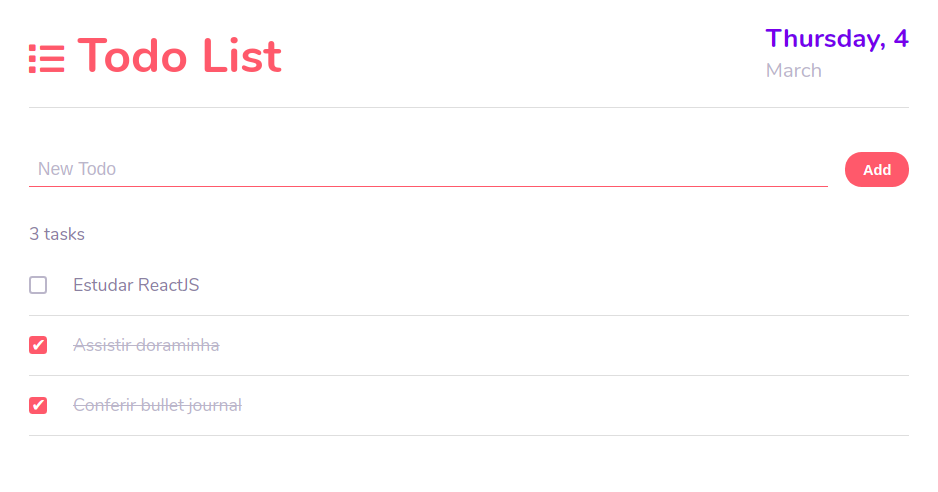 Todo List
Thursday, 4
March
New Todo
Add
3 tasks
Estudar ReactJS
Assistir doraminha
Conferir bullet journal